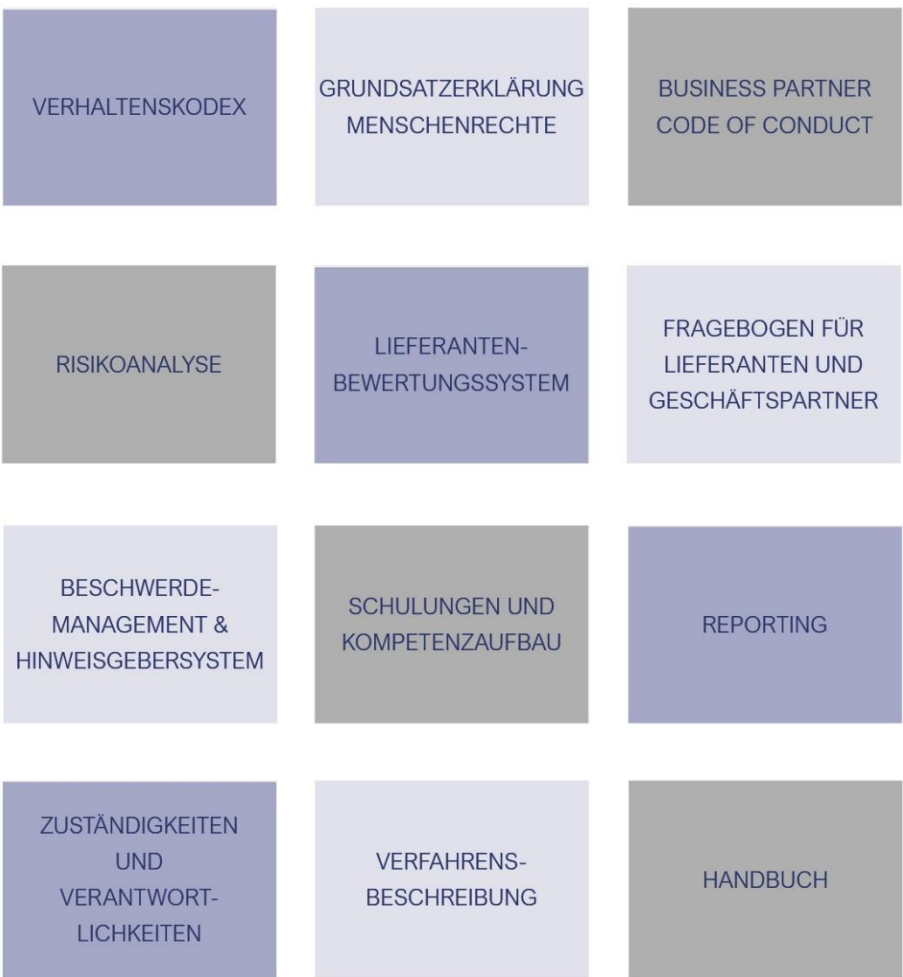 VERHALTENSKODEX
GRUNDSATZERKLÄRUNG
MENSCHENRECHTE
BUSINESS PARTNER
CODE OF CONDUCT
RISIKOANALYSE
LIEFERANTEN-
BEWERTUNGSSYSTEM
FRAGEBOGEN FÜR
LIEFERANTEN UND
GESCHÄFTSPARTNER
BESCHWERDE-
MANAGEMENT &
HINWEISGEBERSYSTEM
SCHULUNGEN UND
KOMPETENZAUFBAU
REPORTING
ZUSTÄNDIGKEITEN
UND
VERANTWORT-
LICHKEITEN
VERFAHRENS-
BESCHREIBUNG
HANDBUCH